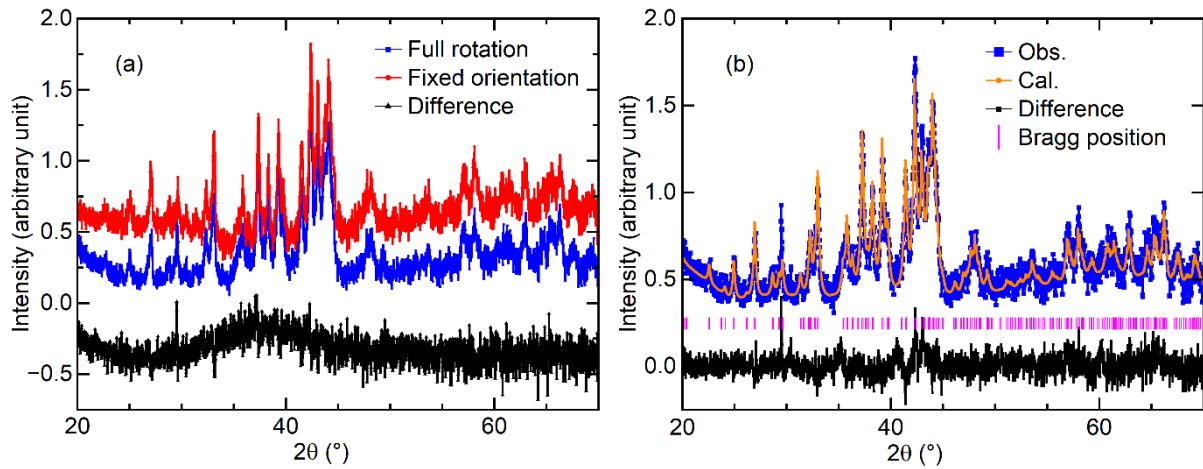 2.0
1.5
1.0
0.5
0.0
−0.5
Intensity (arbitrary unit)
(a)
Full rotation
Fixed orientation
Difference
20
40
60
2θ (°)
2.0
1.5
1.0
0.5
0.0
Intensity (arbitrary unit)
(b)
Obs.
Cal.
Difference
Bragg position
20
40
60
2θ (°)